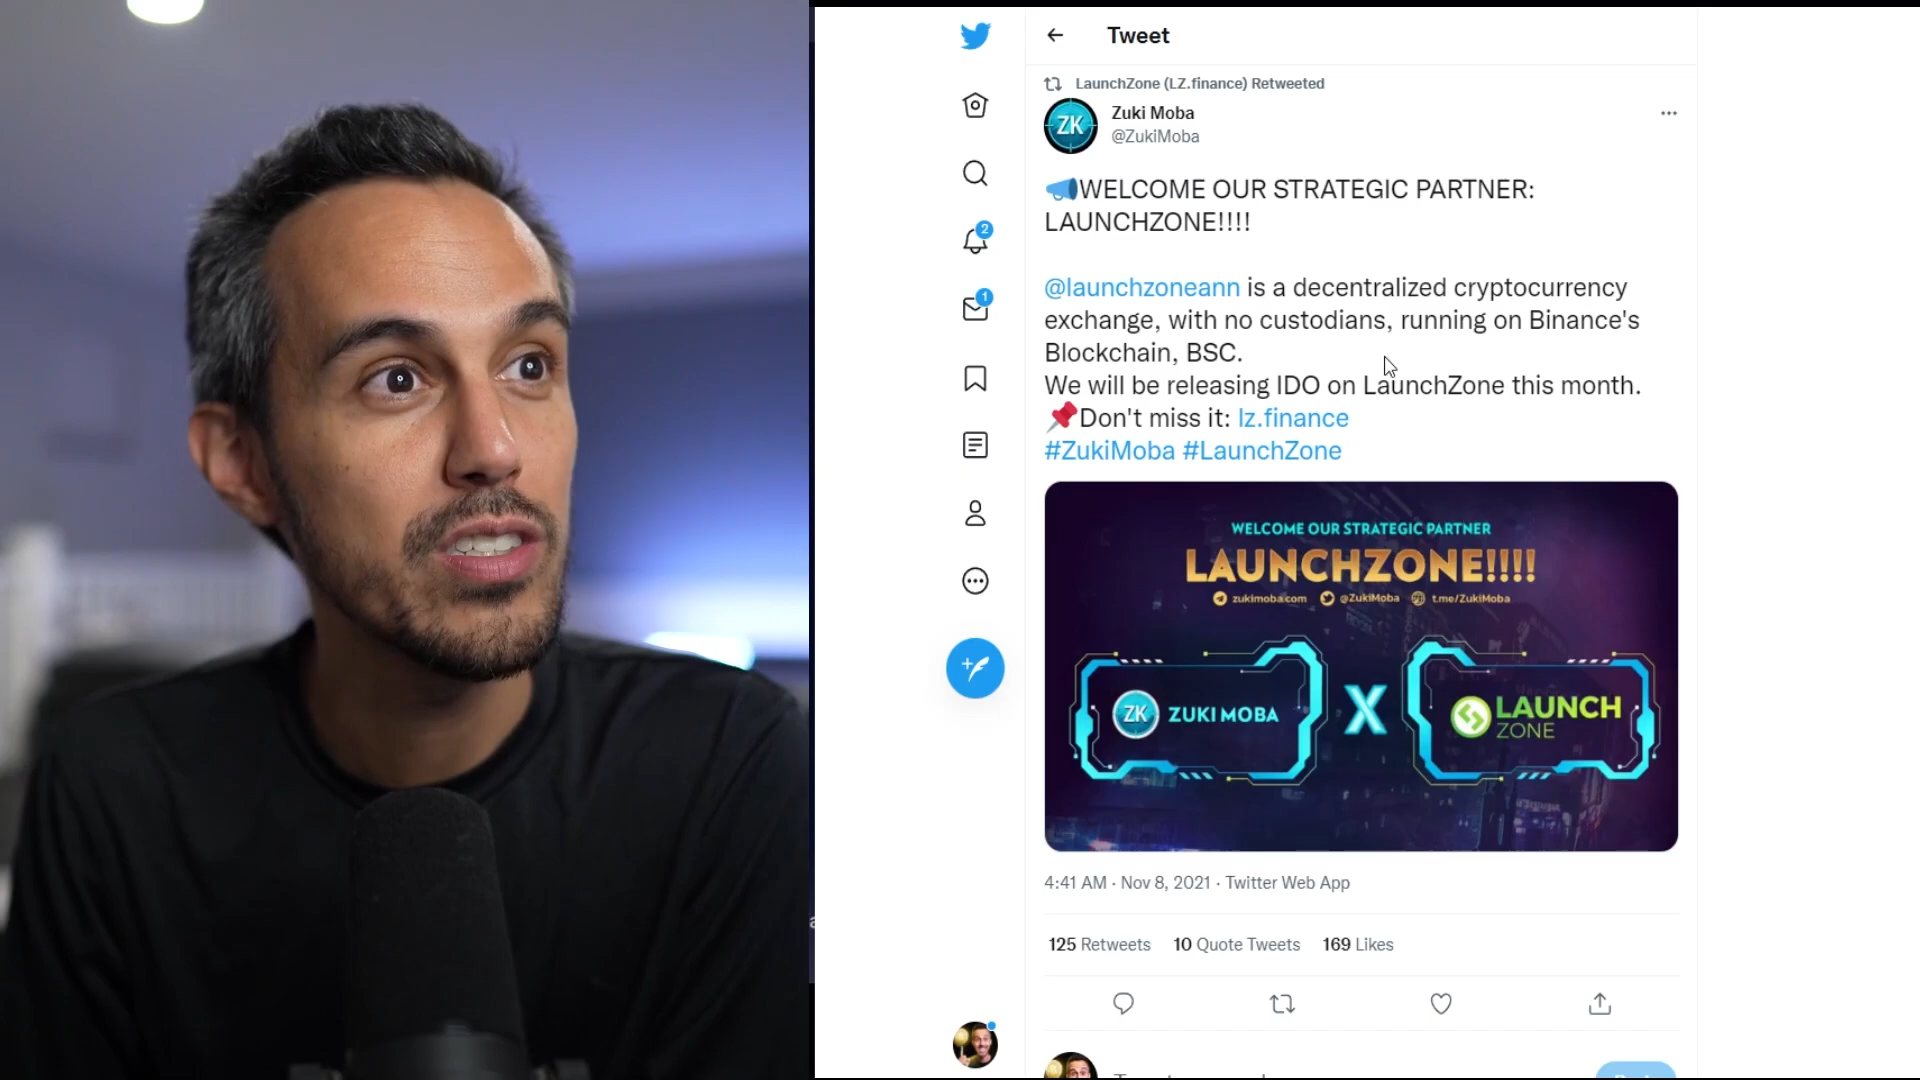 Tweet
LaunchZone (LZ.finance) Retweeted
ZK
Zuki Moba
@ZukiMoba
WELCOME OUR STRATEGIC PARTNER:
LAUNCHZONE!!!!
2
1
@launchzoneann is a decentralized cryptocurrency
exchange, with no custodians, running on Binance's
Blockchain, BSC.
We will be releasing IDO on LaunchZone this month.
Don't miss it: lz.finance
#ZukiMoba #LaunchZone
WELCOME OUR STRATEGIC PARTNER
LAUNCHZONE!!!!
zukimoba.com @ZukiMoba t.me/ZukiMoba
ZK ZUKI MOBA X LAUNCH
ZONE
4:41 AM · Nov 8, 2021 · Twitter Web App
125 Retweets 10 Quote Tweets 169 Likes